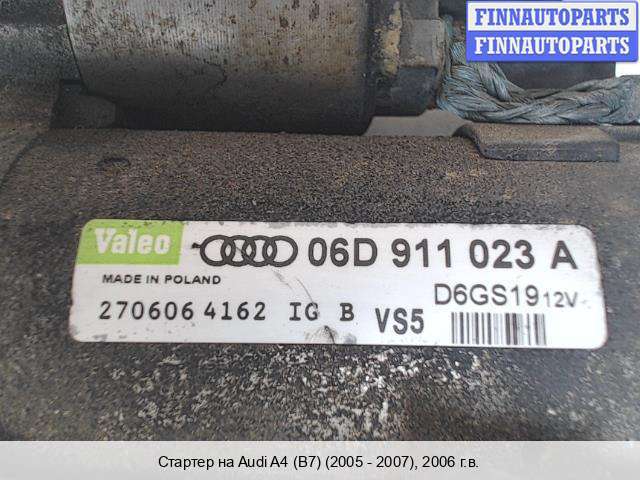 FINNAUTOPARTS
FINNAUTOPARTS
Valeo 06D 911 023 A
MADE IN POLAND
D6GS19 12V
270606 4162 IG B VS5
Стартер на Audi A4 (B7) (2005 - 2007), 2006 г.в.